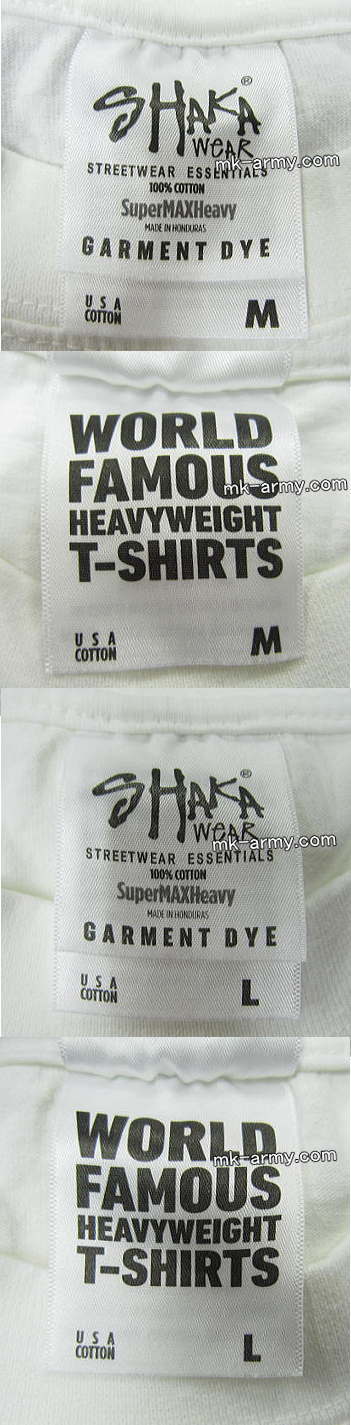 SHAKA®
WEAR
mk-army.com
STREETWEAR ESSENTIALS
100% COTTON
SuperMAXHeavy
MADE IN HONDURAS
GARMENT DYE
USA
COTTON
M
WORLD
FAMOUS
mk-army.com
HEAVYWEIGHT
T-SHIRTS
USA
COTTON
M
SHAKA®
WEAR
mk-army.com
STREETWEAR ESSENTIALS
100% COTTON
SuperMAXHeavy
MADE IN HONDURAS
GARMENT DYE
USA
COTTON
L
WORLD
mk-army.com
FAMOUS
HEAVYWEIGHT
T-SHIRTS
USA
COTTON
L